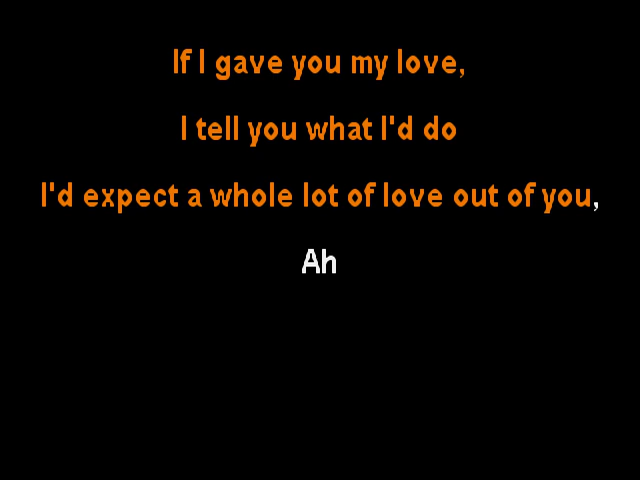 If I gave you my love,
I tell you what I'd do
I'd expect a whole lot of love out of you,
Ah